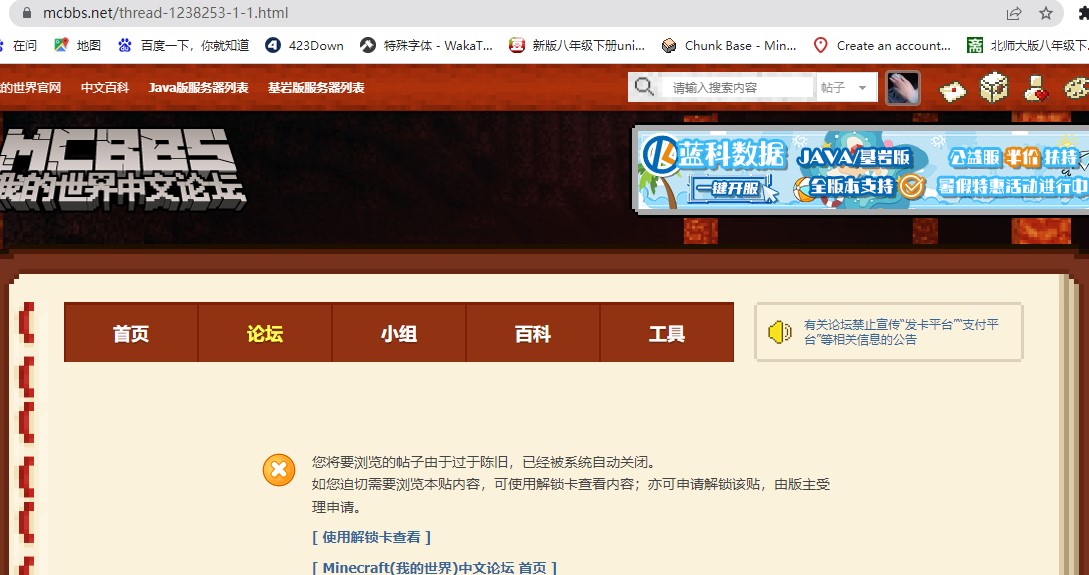 mcbbs.net/thread-1238253-1-1.html
在问 地图 百度一下，你就知道 423Down 特殊字体 - WakaT... 新版八年级下册uni... Chunk Base - Min... Create an account... 北师大版八年级下
的世界官网 中文百科 Java版服务器列表 基岩版服务器列表 请输入搜索内容 帖子
MCBBS
我的世界中文论坛
蓝科数据 JAVA/基岩版 公益服 半价 扶持
一键开服 全版本支持 暑假特惠活动进行中
首页 论坛 小组 百科 工具
有关论坛禁止宣传“发卡平台”“支付平
台”等相关信息的公告
您将要浏览的帖子由于过于陈旧，已经被系统自动关闭。
如您迫切需要浏览本贴内容，可使用解锁卡查看内容；亦可申请解锁该贴，由版主受
理申请。
[ 使用解锁卡查看 ]
[ Minecraft(我的世界)中文论坛 首页 ]